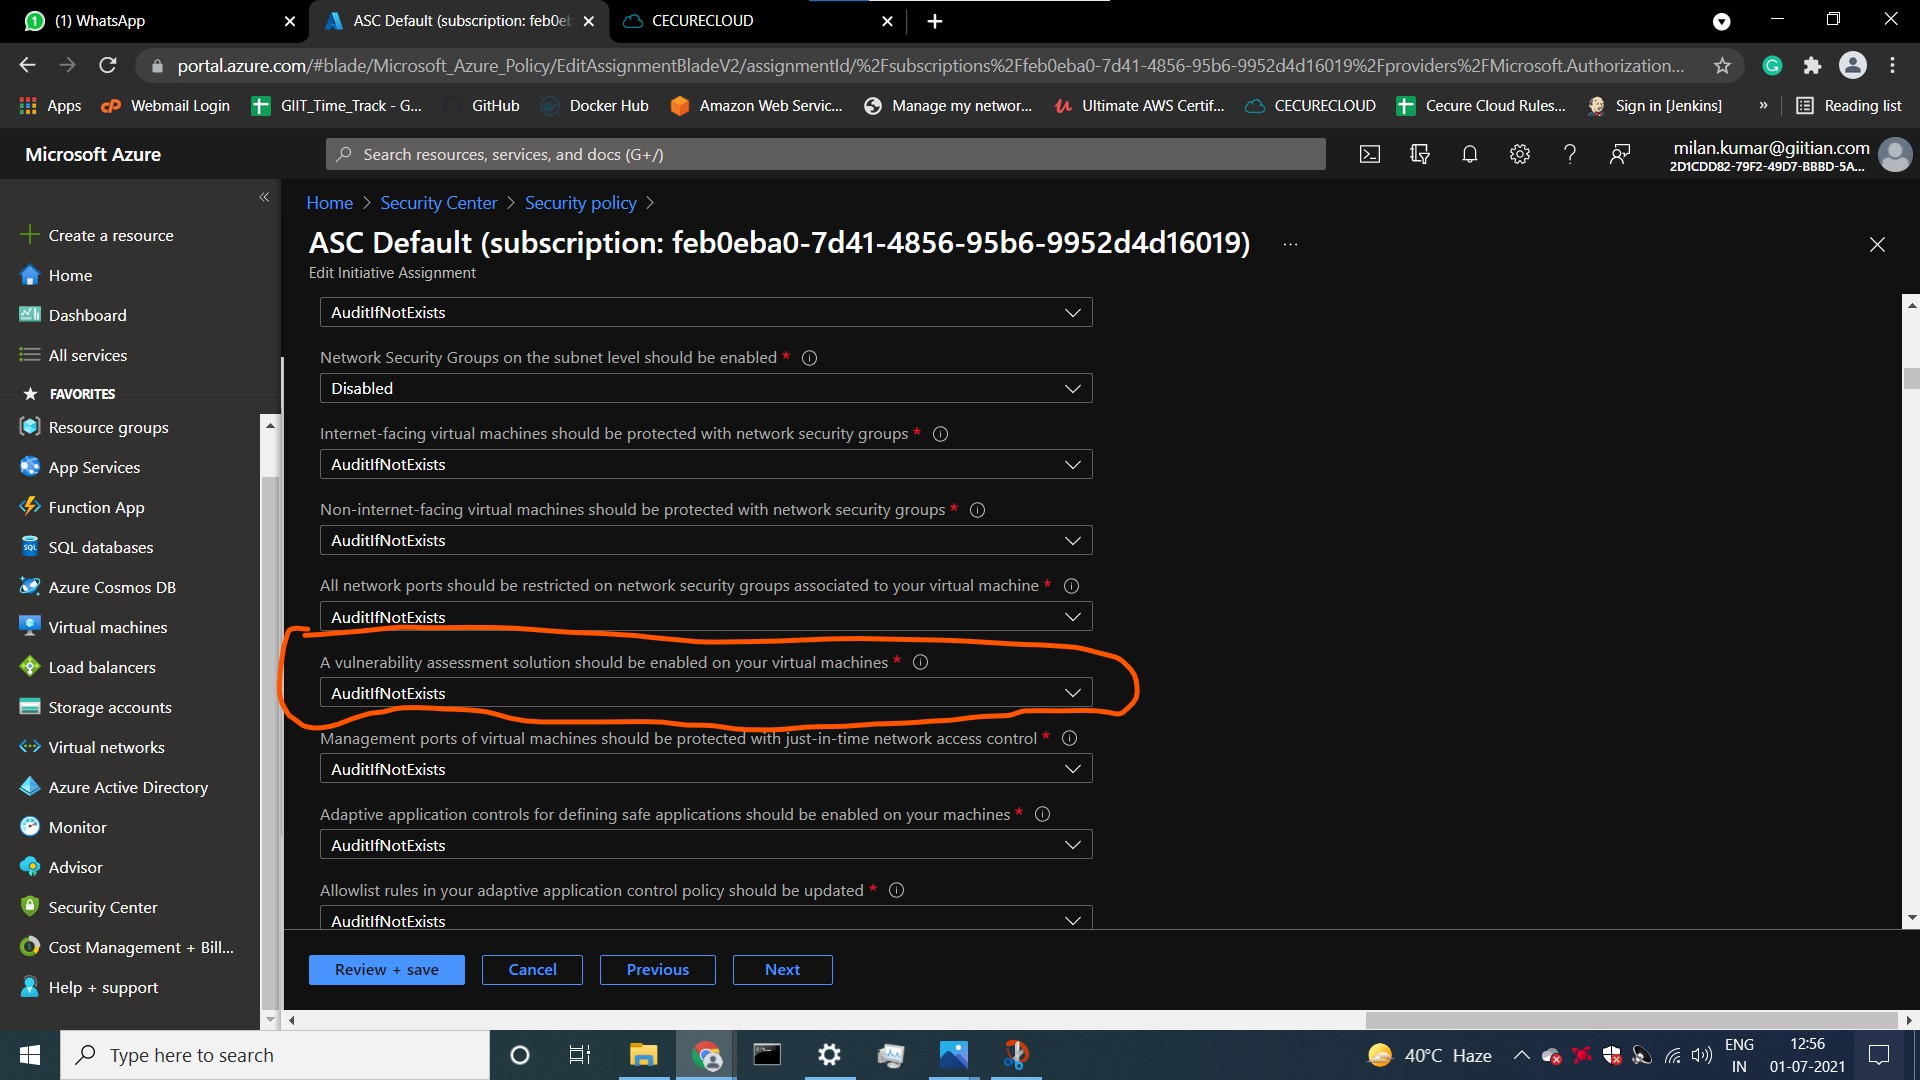 (1) WhatsApp
ASC Default (subscription: feb0eb
CECURECLOUD
portal.azure.com/#blade/Microsoft_Azure_Policy/EditAssignmentBladeV2/assignmentId/%2Fsubscriptions%2Ffeb0eba0-7d41-4856-95b6-9952d4d16019%2Fproviders%2FMicrosoft.Authorization...
Apps
Webmail Login
GIIT_Time_Track - G...
GitHub
Docker Hub
Amazon Web Servic...
Manage my networ...
Ultimate AWS Certif...
CECURECLOUD
Cecure Cloud Rules...
Sign in [Jenkins]
»
Reading list
Microsoft Azure
Search resources, services, and docs (G+/)
milan.kumar@giitian.com
2D1CDD82-79F2-49D7-BBBD-5A...
Create a resource
Home
Dashboard
All services
FAVORITES
Resource groups
App Services
Function App
SQL databases
Azure Cosmos DB
Virtual machines
Load balancers
Storage accounts
Virtual networks
Azure Active Directory
Monitor
Advisor
Security Center
Cost Management + Bill...
Help + support
Home > Security Center > Security policy >
ASC Default (subscription: feb0eba0-7d41-4856-95b6-9952d4d16019) ...
Edit Initiative Assignment
AuditIfNotExists
Network Security Groups on the subnet level should be enabled *
Disabled
Internet-facing virtual machines should be protected with network security groups *
AuditIfNotExists
Non-internet-facing virtual machines should be protected with network security groups *
AuditIfNotExists
All network ports should be restricted on network security groups associated to your virtual machine *
AuditIfNotExists
A vulnerability assessment solution should be enabled on your virtual machines *
AuditIfNotExists
Management ports of virtual machines should be protected with just-in-time network access control *
AuditIfNotExists
Adaptive application controls for defining safe applications should be enabled on your machines *
AuditIfNotExists
Allowlist rules in your adaptive application control policy should be updated *
AuditIfNotExists
Review + save
Cancel
Previous
Next
Type here to search
40°C Haze
ENG
IN
12:56
01-07-2021